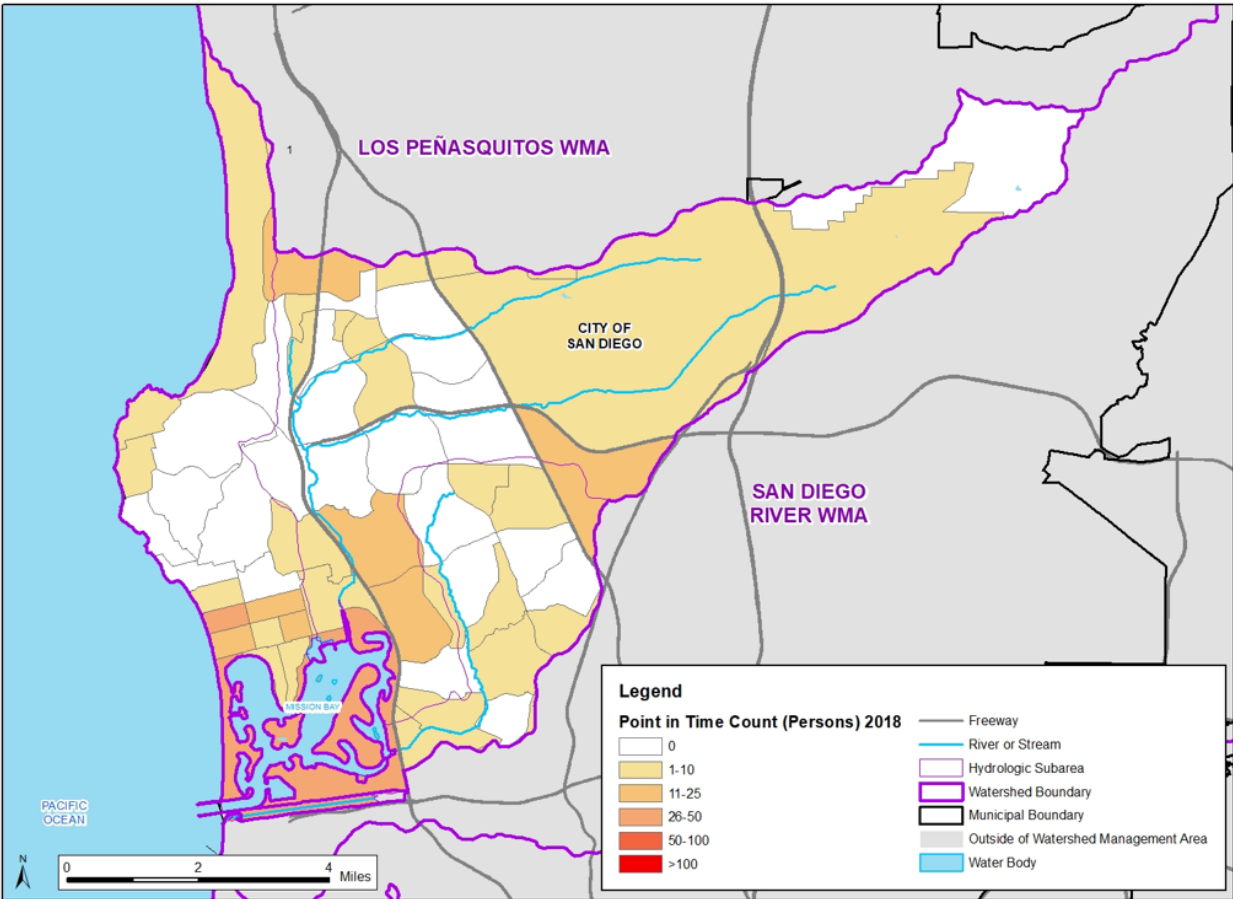 1
LOS PEÑASQUITOS WMA
CITY OF
SAN DIEGO
SAN DIEGO
RIVER WMA
MISSION BAY
PACIFIC
OCEAN
N
0 2 4
Miles
Legend
Point in Time Count (Persons) 2018
0
1-10
11-25
26-50
50-100
>100
Freeway
River or Stream
Hydrologic Subarea
Watershed Boundary
Municipal Boundary
Outside of Watershed Management Area
Water Body